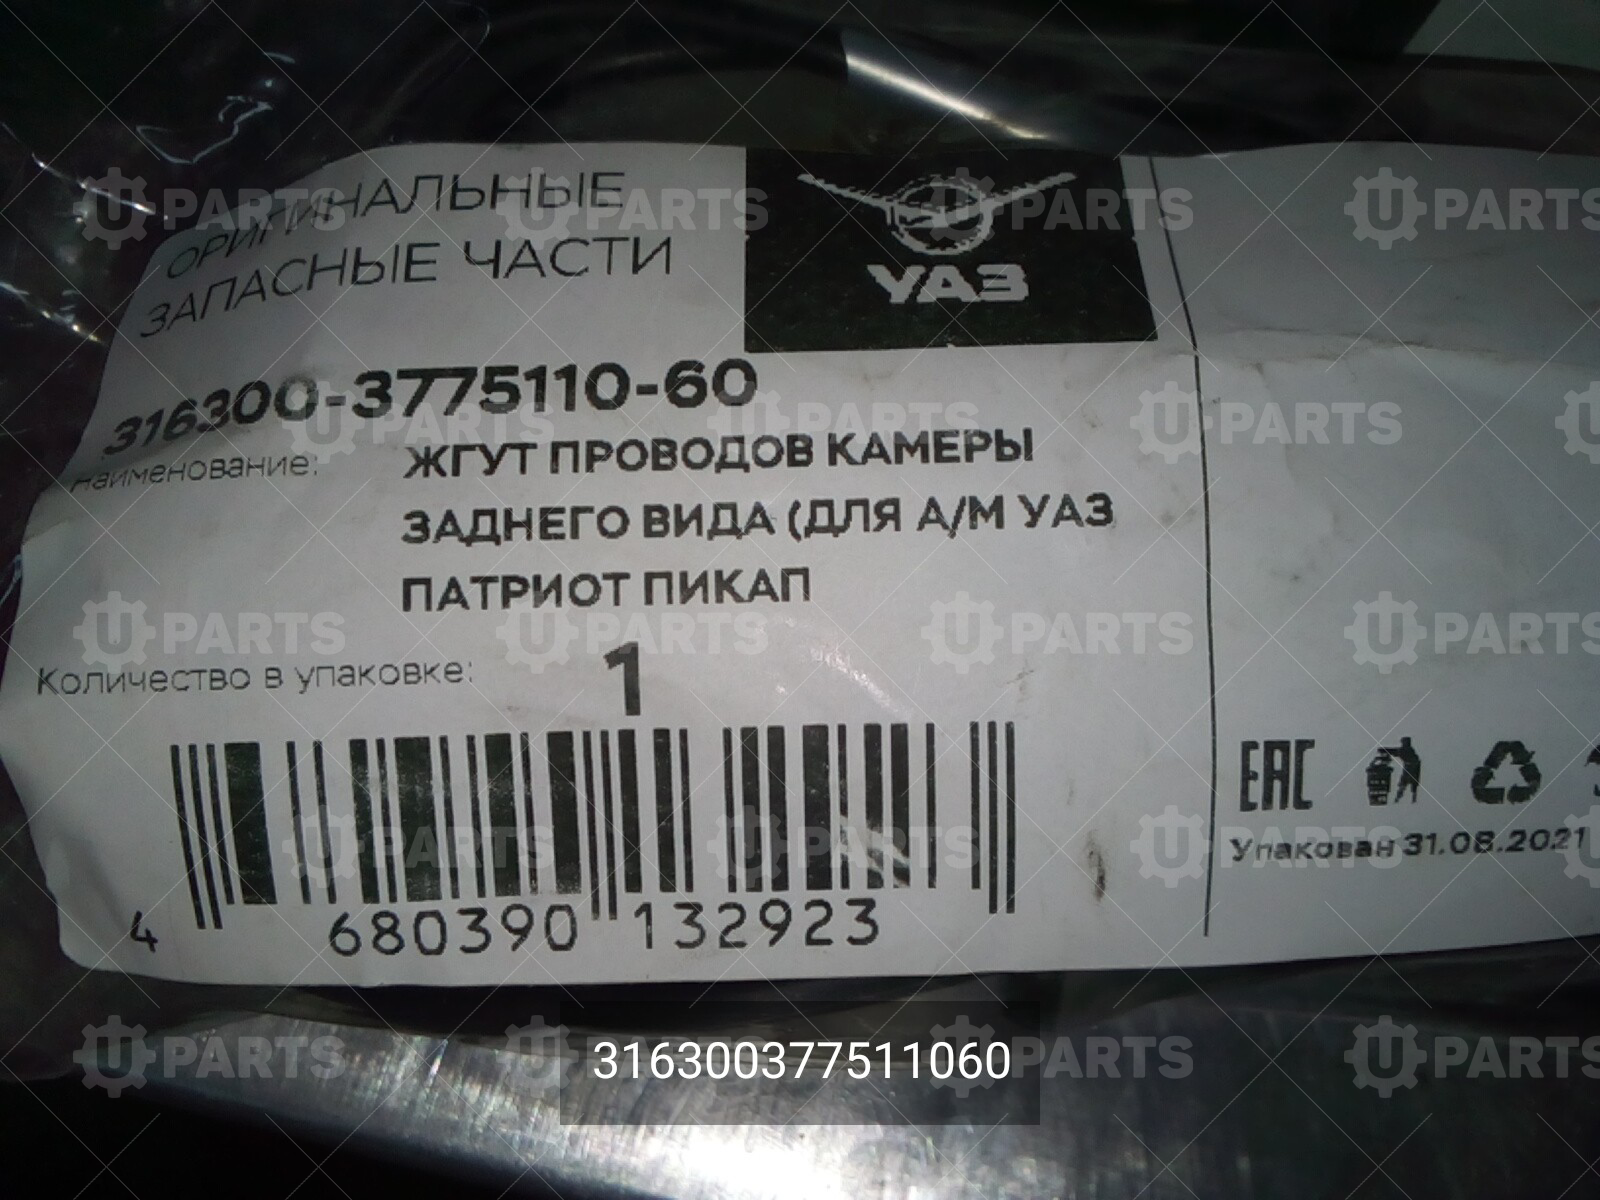 ОРИГИНАЛЬНЫЕ
ЗАПАСНЫЕ ЧАСТИ
УАЗ
316300-3775110-60
наименование:
ЖГУТ ПРОВОДОВ КАМЕРЫ
ЗАДНЕГО ВИДА (ДЛЯ А/М УАЗ
ПАТРИОТ ПИКАП
Количество в упаковке:
1
4 680390 132923
EAC
Упакован 31.08.2021
316300377511060
U PARTS